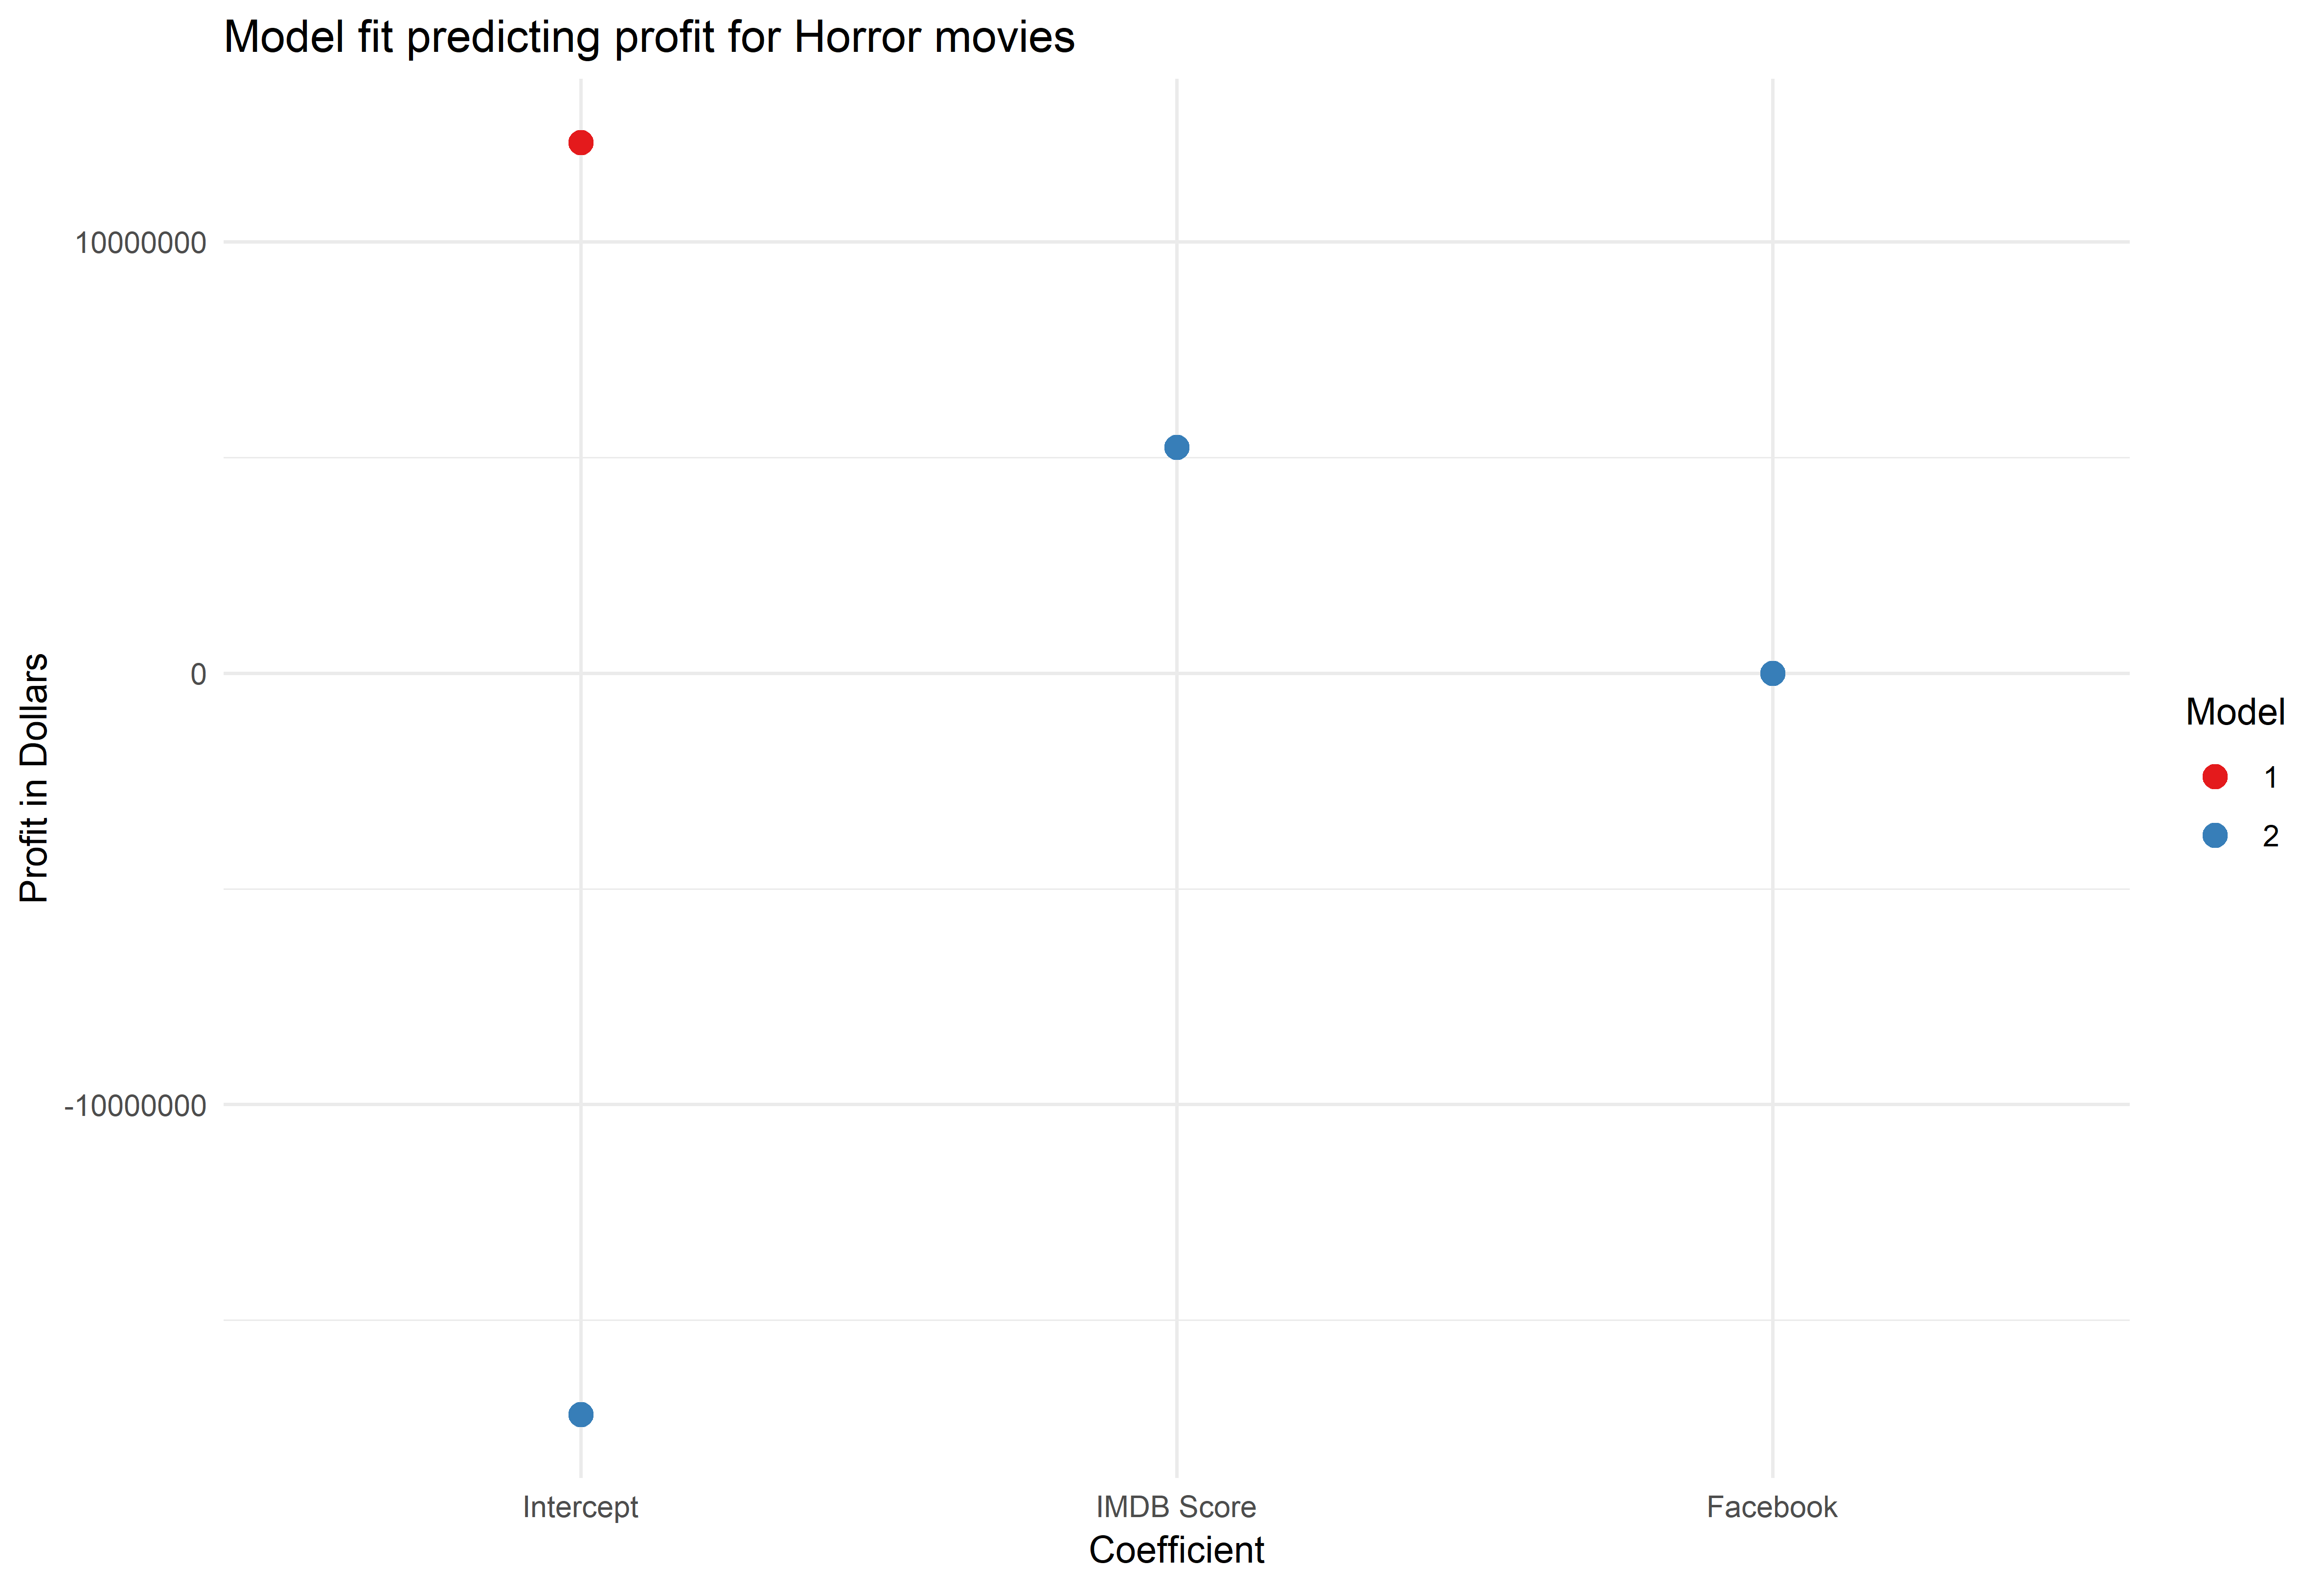 Model fit predicting profit for Horror movies
10000000
0
-10000000
Profit in Dollars
Intercept
IMDB Score
Facebook
Coefficient
Model
1
2